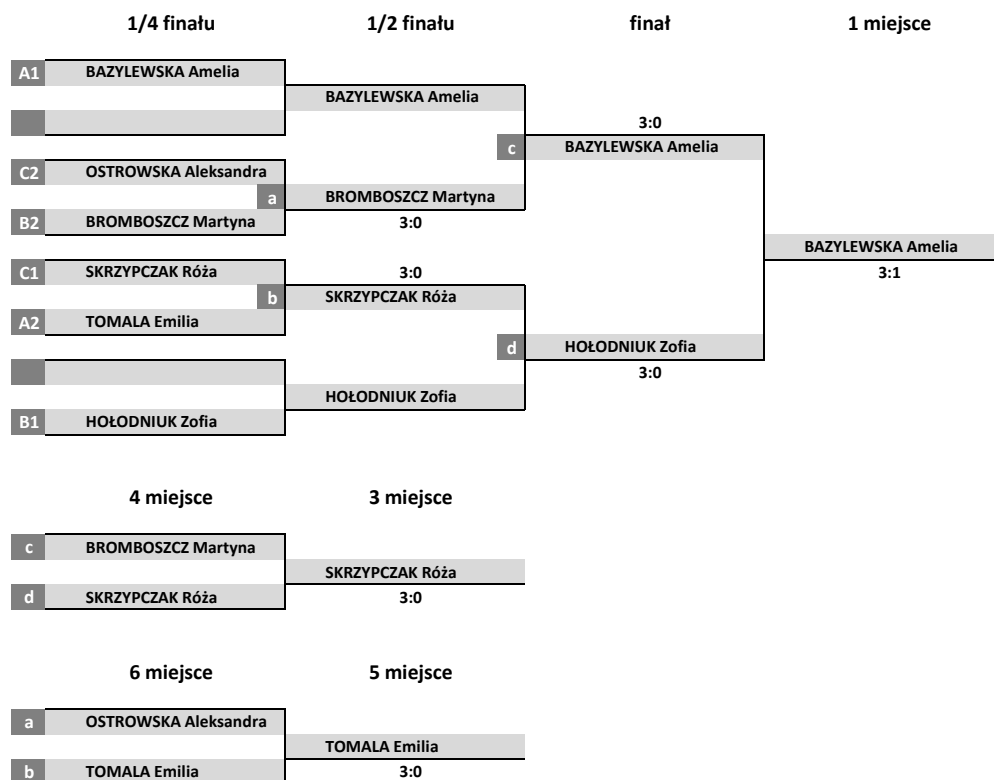 1/4 finału 1/2 finału finał 1 miejsce
A1 BAZYLEWSKA Amelia
BAZYLEWSKA Amelia
3:0
c BAZYLEWSKA Amelia
C2 OSTROWSKA Aleksandra
a BROMBOSZCZ Martyna
B2 BROMBOSZCZ Martyna 3:0
BAZYLEWSKA Amelia
C1 SKRZYPCZAK Róża 3:0 3:1
b SKRZYPCZAK Róża
A2 TOMALA Emilia
d HOŁODNIUK Zofia
3:0
HOŁODNIUK Zofia
B1 HOŁODNIUK Zofia
4 miejsce 3 miejsce
c BROMBOSZCZ Martyna
SKRZYPCZAK Róża
d SKRZYPCZAK Róża 3:0
6 miejsce 5 miejsce
a OSTROWSKA Aleksandra
TOMALA Emilia
b TOMALA Emilia 3:0